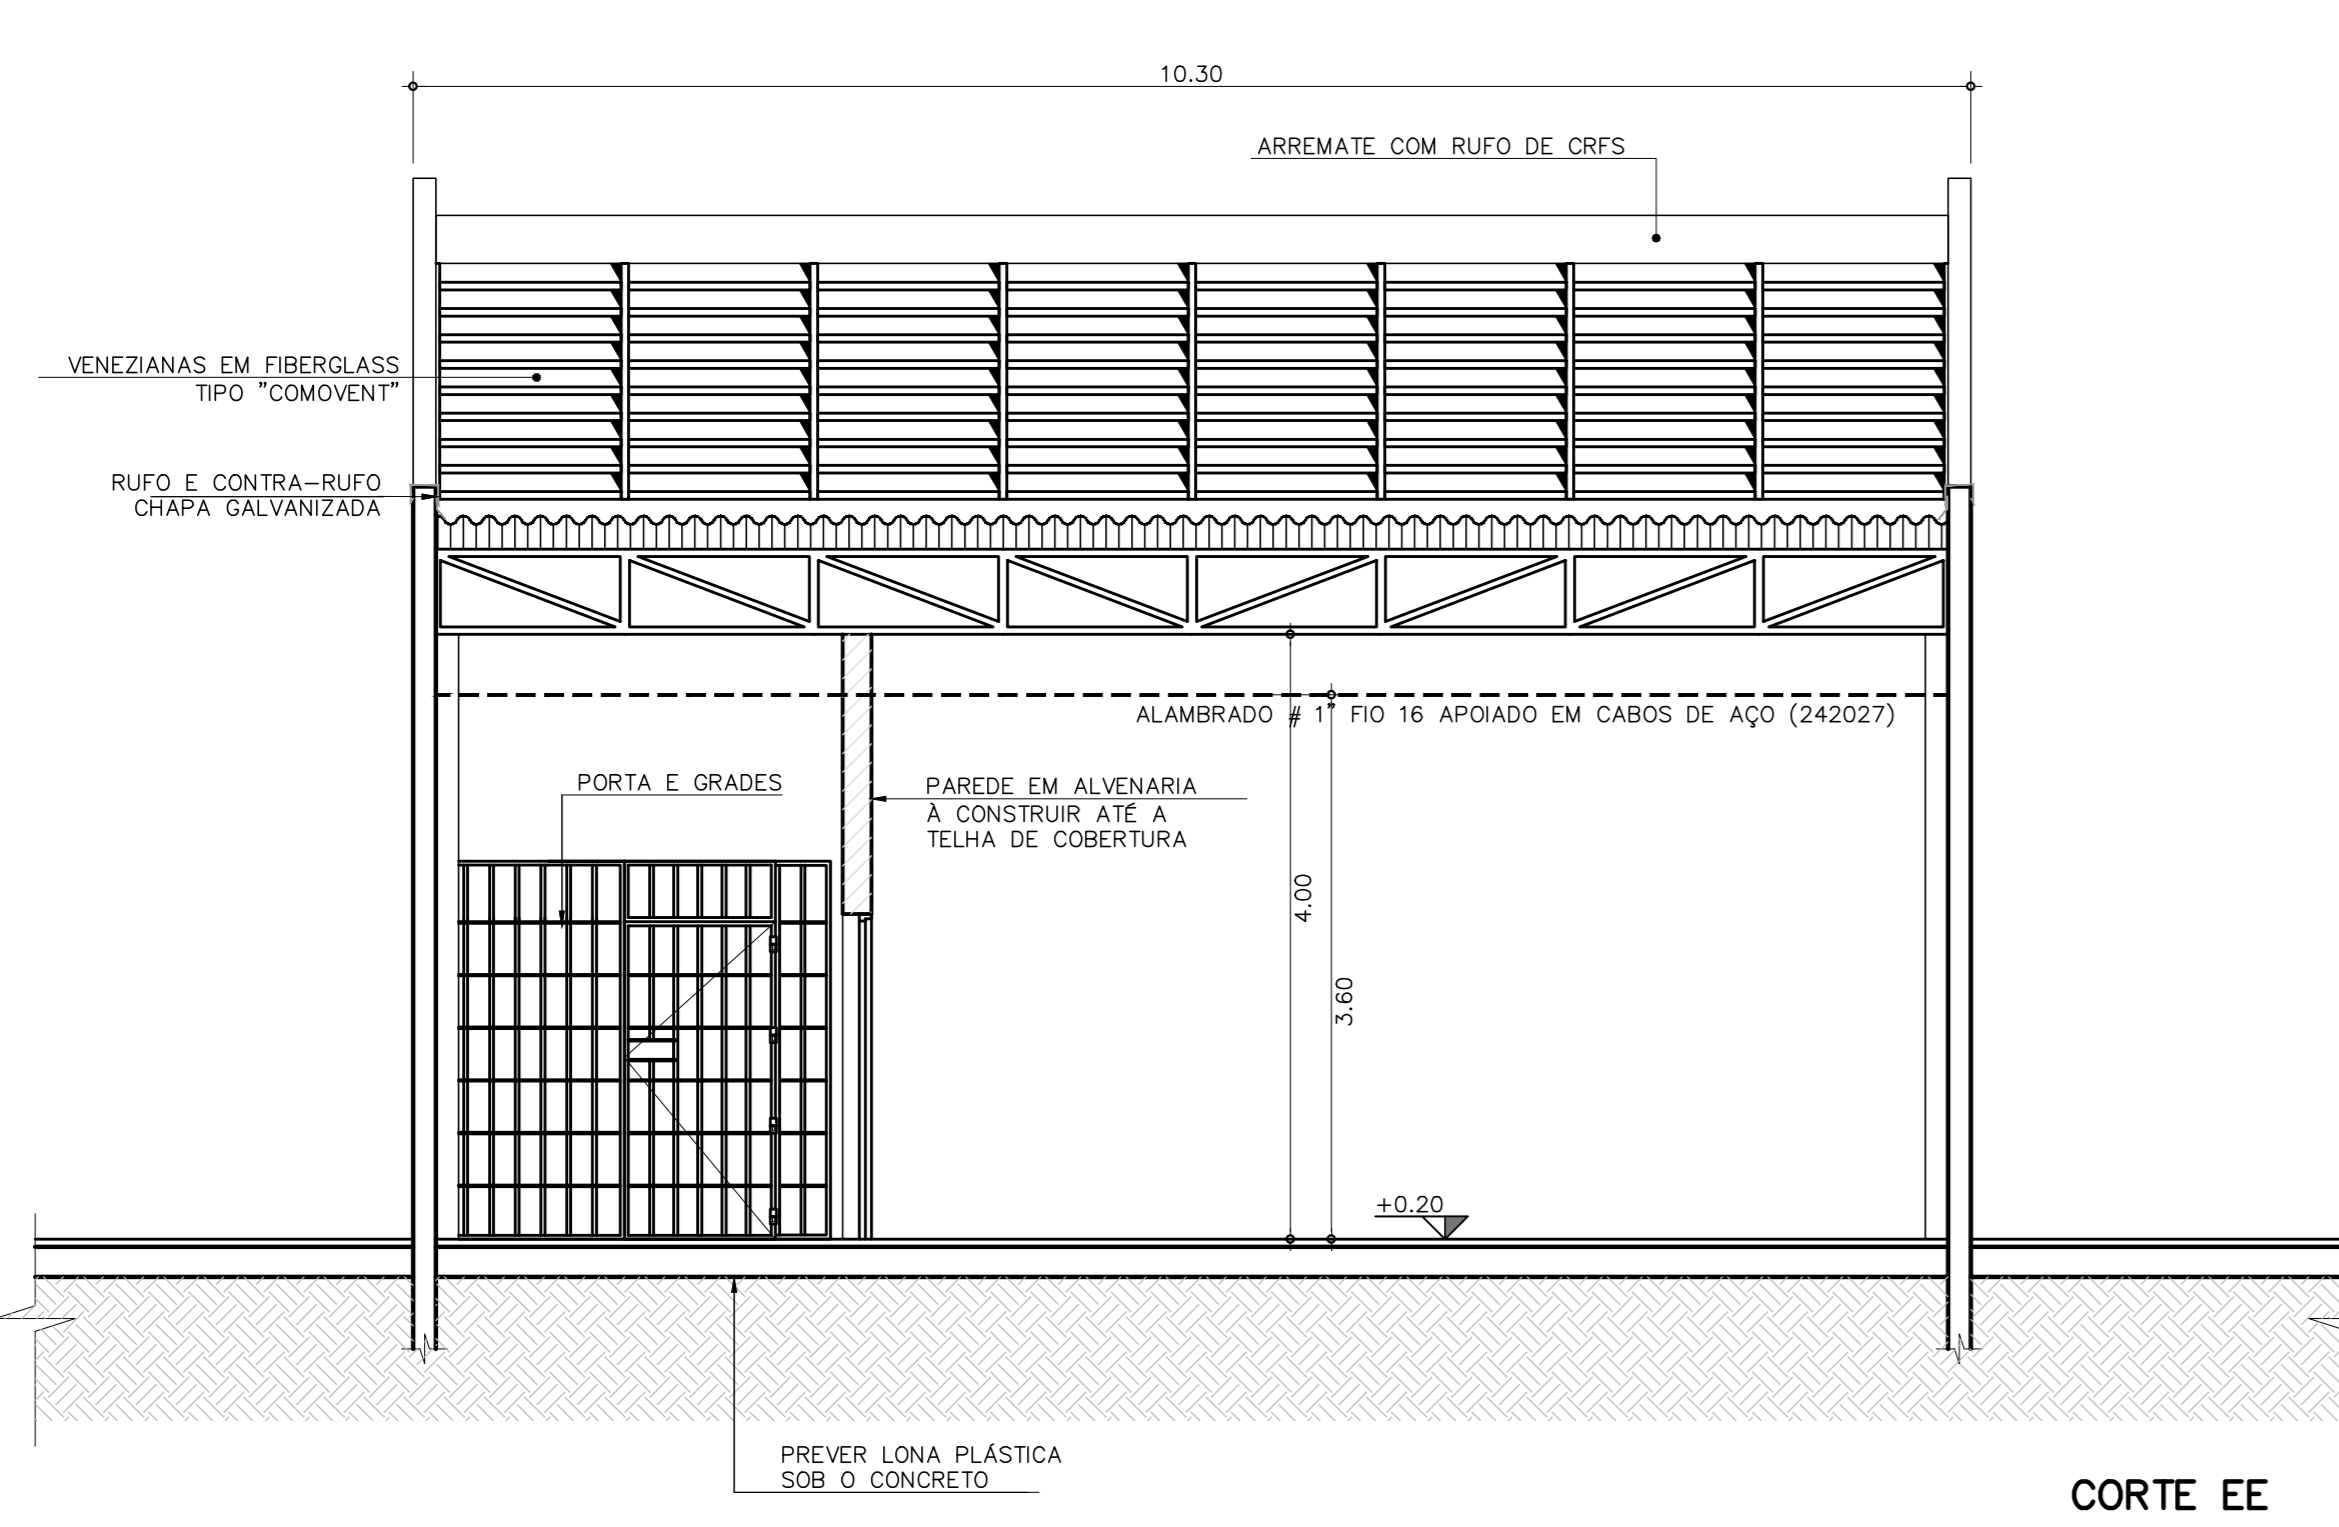 10.30
ARREMATE COM RUFO DE CRFS
VENEZIANAS EM FIBERGLASS
TIPO "COMOVENT"
RUFO E CONTRA-RUFO
CHAPA GALVANIZADA
ALAMBRADO # 1" FIO 16 APOIADO EM CABOS DE AÇO (242027)
PORTA E GRADES
PAREDE EM ALVENARIA
À CONSTRUIR ATÉ A
TELHA DE COBERTURA
4.00
3.60
+0.20
PREVER LONA PLÁSTICA
SOB O CONCRETO
CORTE EE